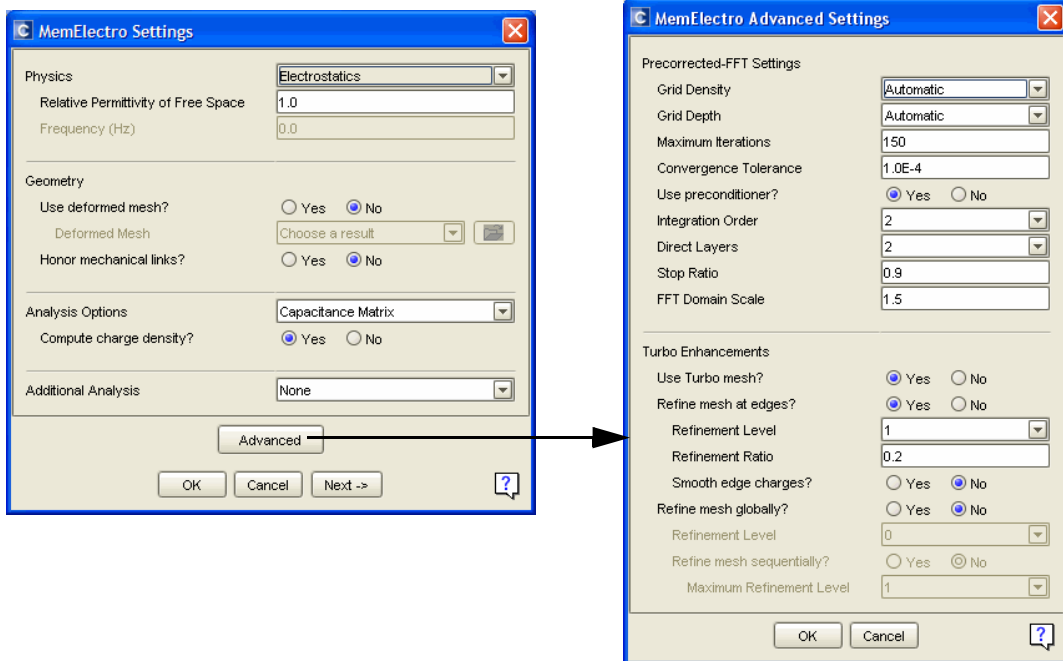 MemElectro Settings
Physics
Electrostatics
Relative Permittivity of Free Space
1.0
Frequency (Hz)
0.0
Geometry
Use deformed mesh?
Yes No
Deformed Mesh
Choose a result
Honor mechanical links?
Yes No
Analysis Options
Capacitance Matrix
Compute charge density?
Yes No
Additional Analysis
None
Advanced
OK Cancel Next ->
?
MemElectro Advanced Settings
Precorrected-FFT Settings
Grid Density
Automatic
Grid Depth
Automatic
Maximum Iterations
150
Convergence Tolerance
1.0E-4
Use preconditioner?
Yes No
Integration Order
2
Direct Layers
2
Stop Ratio
0.9
FFT Domain Scale
1.5
Turbo Enhancements
Use Turbo mesh?
Yes No
Refine mesh at edges?
Yes No
Refinement Level
1
Refinement Ratio
0.2
Smooth edge charges?
Yes No
Refine mesh globally?
Yes No
Refinement Level
0
Refine mesh sequentially?
Yes No
Maximum Refinement Level
1
OK Cancel
?